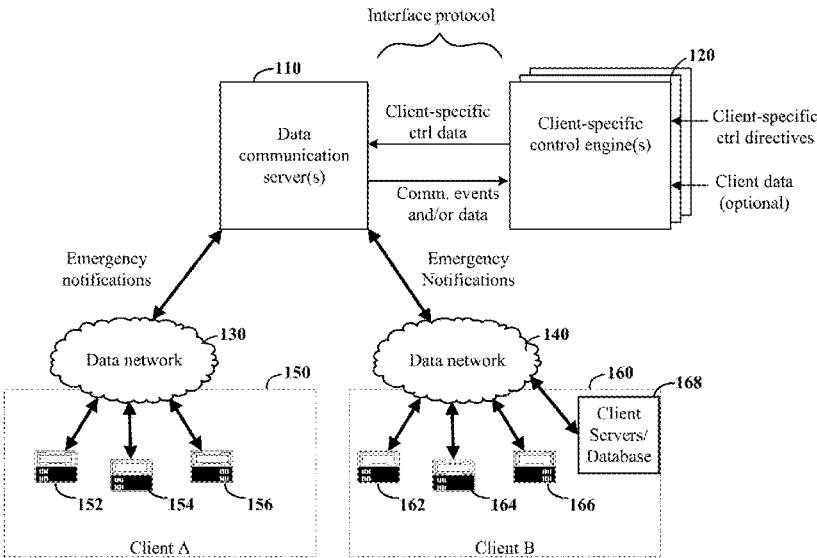 Interface protocol
110
120
Data
communication
server(s)
Client-specific
ctrl data
Comm. events
and/or data
Client-specific
control engine(s)
Client-specific
ctrl directives
Client data
(optional)
Emergency
notifications
Emergency
Notifications
130
Data network
140
Data network
150
160
168
Client
Servers/
Database
152
154
156
162
164
166
Client A
Client B